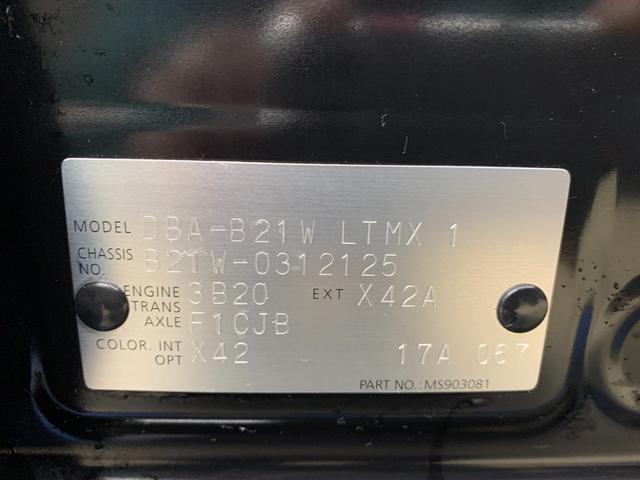 MODEL DBA-B21W LTMX 1
CHASSIS NO. B21W-0312125
ENGINE 3B20 EXT X42A
TRANS AXLE F1CJB
COLOR. INT OPT X42 17A 067
PART NO.:MS903081